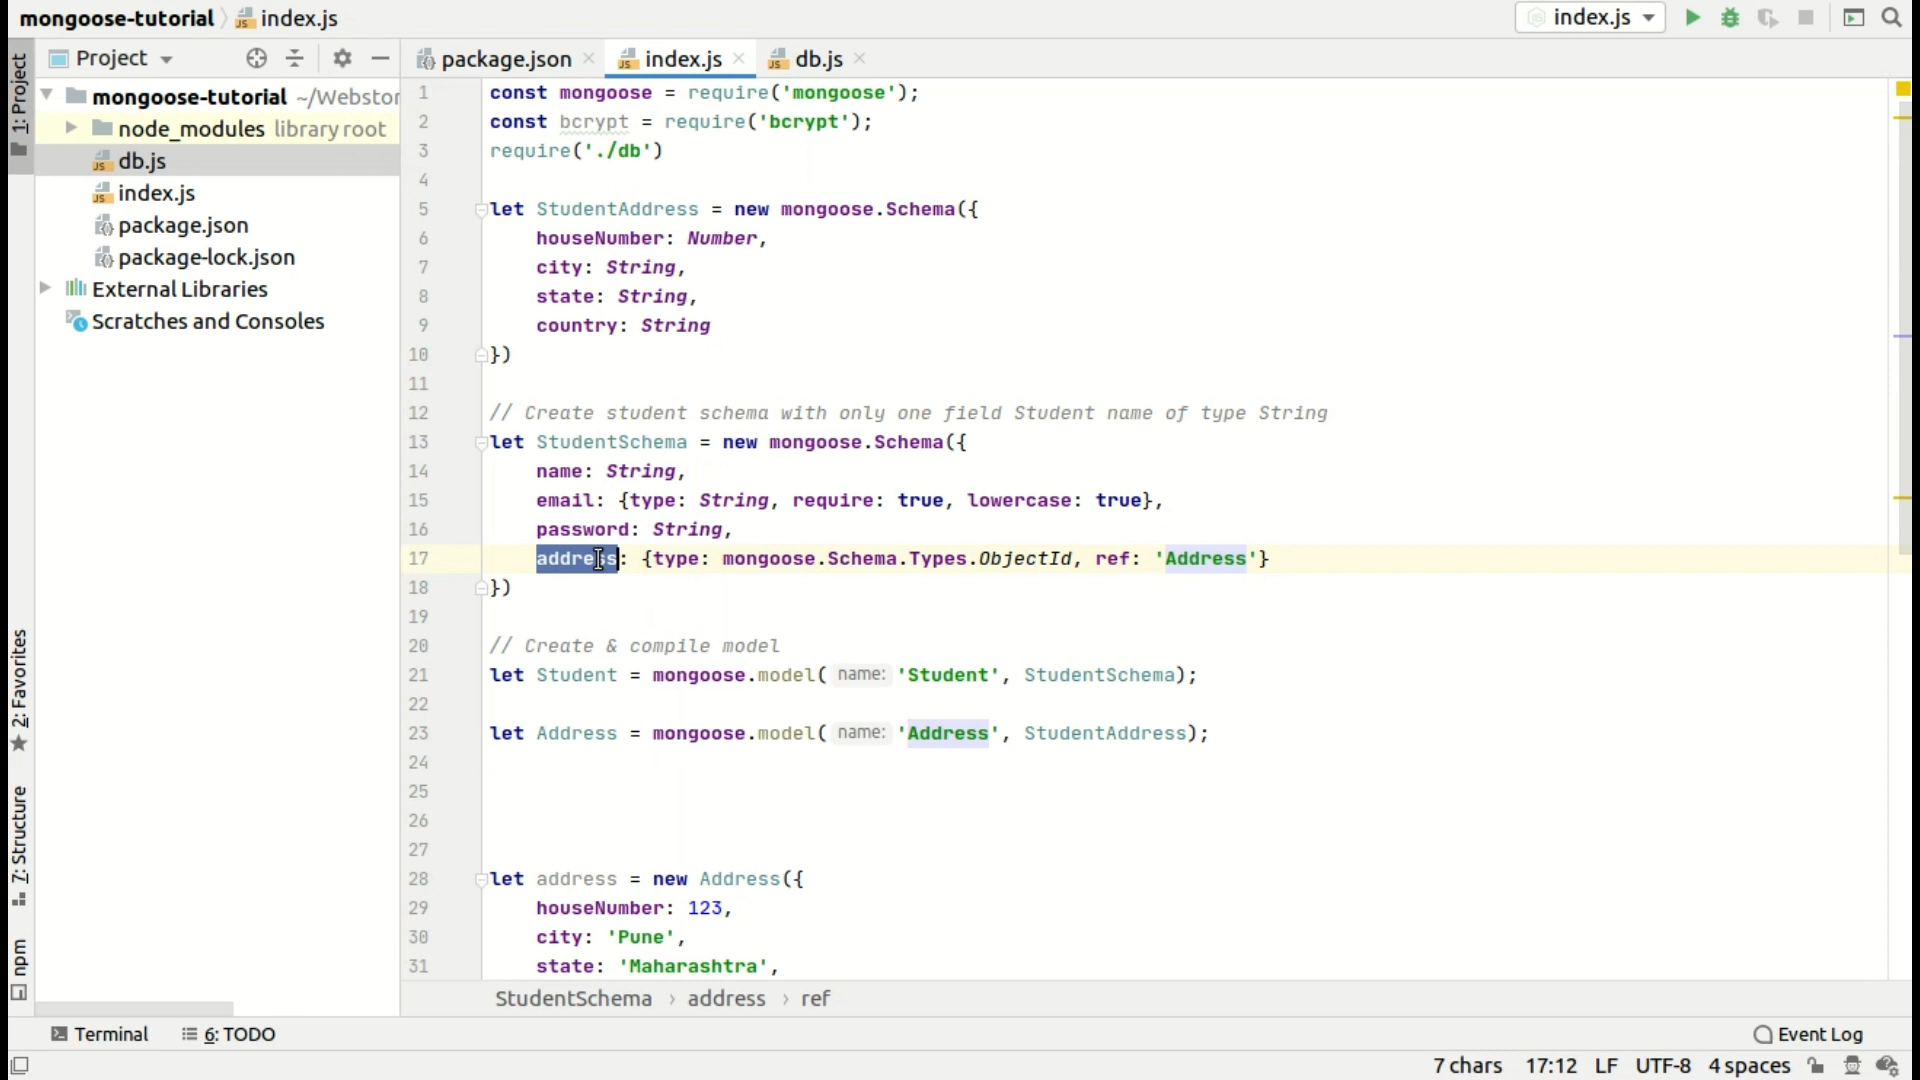 mongoose-tutorial index.js
index.js
1: Project
Project
package.json
index.js
db.js
mongoose-tutorial ~/Webstor
node_modules library root
db.js
index.js
package.json
package-lock.json
External Libraries
Scratches and Consoles
2: Favorites
7: Structure
npm
1 const mongoose = require('mongoose');
2 const bcrypt = require('bcrypt');
3 require('./db')
4
5 let StudentAddress = new mongoose.Schema({
6 houseNumber: Number,
7 city: String,
8 state: String,
9 country: String
10 })
11
12 // Create student schema with only one field Student name of type String
13 let StudentSchema = new mongoose.Schema({
14 name: String,
15 email: {type: String, require: true, lowercase: true},
16 password: String,
17 address: {type: mongoose.Schema.Types.ObjectId, ref: 'Address'}
18 })
19
20 // Create & compile model
21 let Student = mongoose.model( name: 'Student', StudentSchema);
22
23 let Address = mongoose.model( name: 'Address', StudentAddress);
24
25
26
27
28 let address = new Address({
29 houseNumber: 123,
30 city: 'Pune',
31 state: 'Maharashtra',
StudentSchema › address › ref
Terminal 6: TODO
Event Log
7 chars 17:12 LF UTF-8 4 spaces